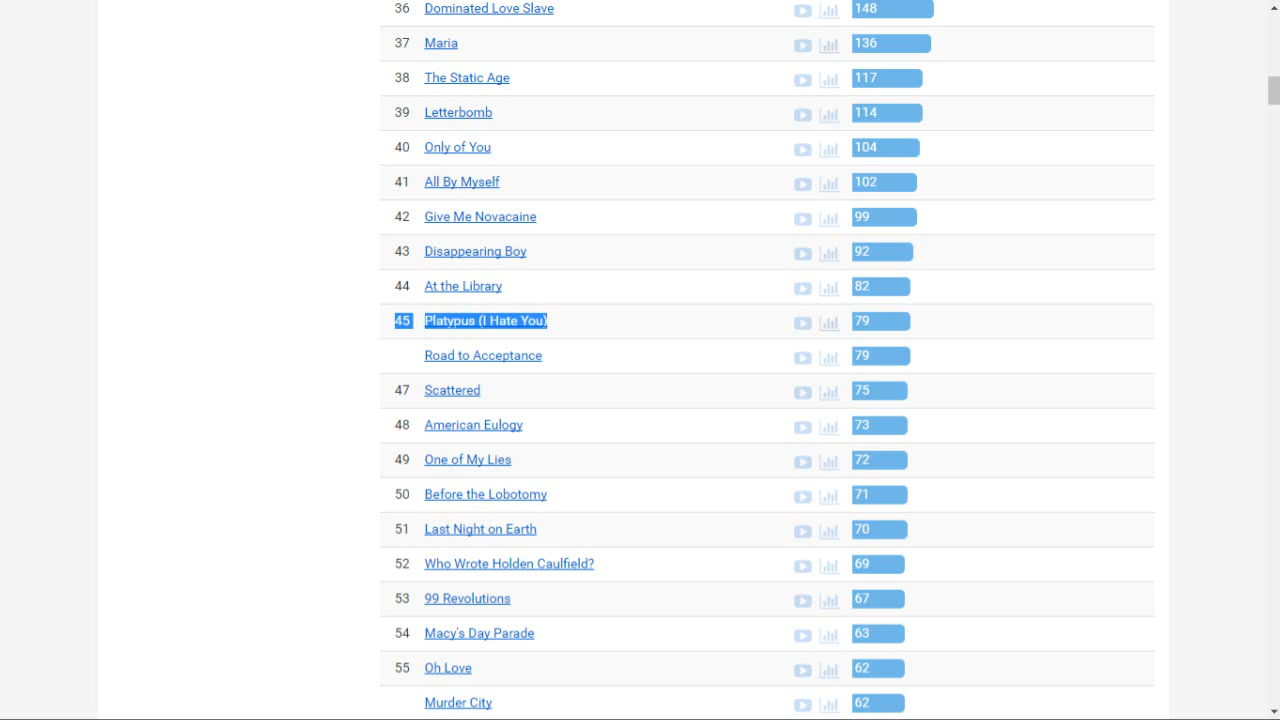 36 Dominated Love Slave 148
37 Maria 136
38 The Static Age 117
39 Letterbomb 114
40 Only of You 104
41 All By Myself 102
42 Give Me Novacaine 99
43 Disappearing Boy 92
44 At the Library 82
45 Platypus (I Hate You) 79
Road to Acceptance 79
47 Scattered 75
48 American Eulogy 73
49 One of My Lies 72
50 Before the Lobotomy 71
51 Last Night on Earth 70
52 Who Wrote Holden Caulfield? 69
53 99 Revolutions 67
54 Macy's Day Parade 63
55 Oh Love 62
Murder City 62